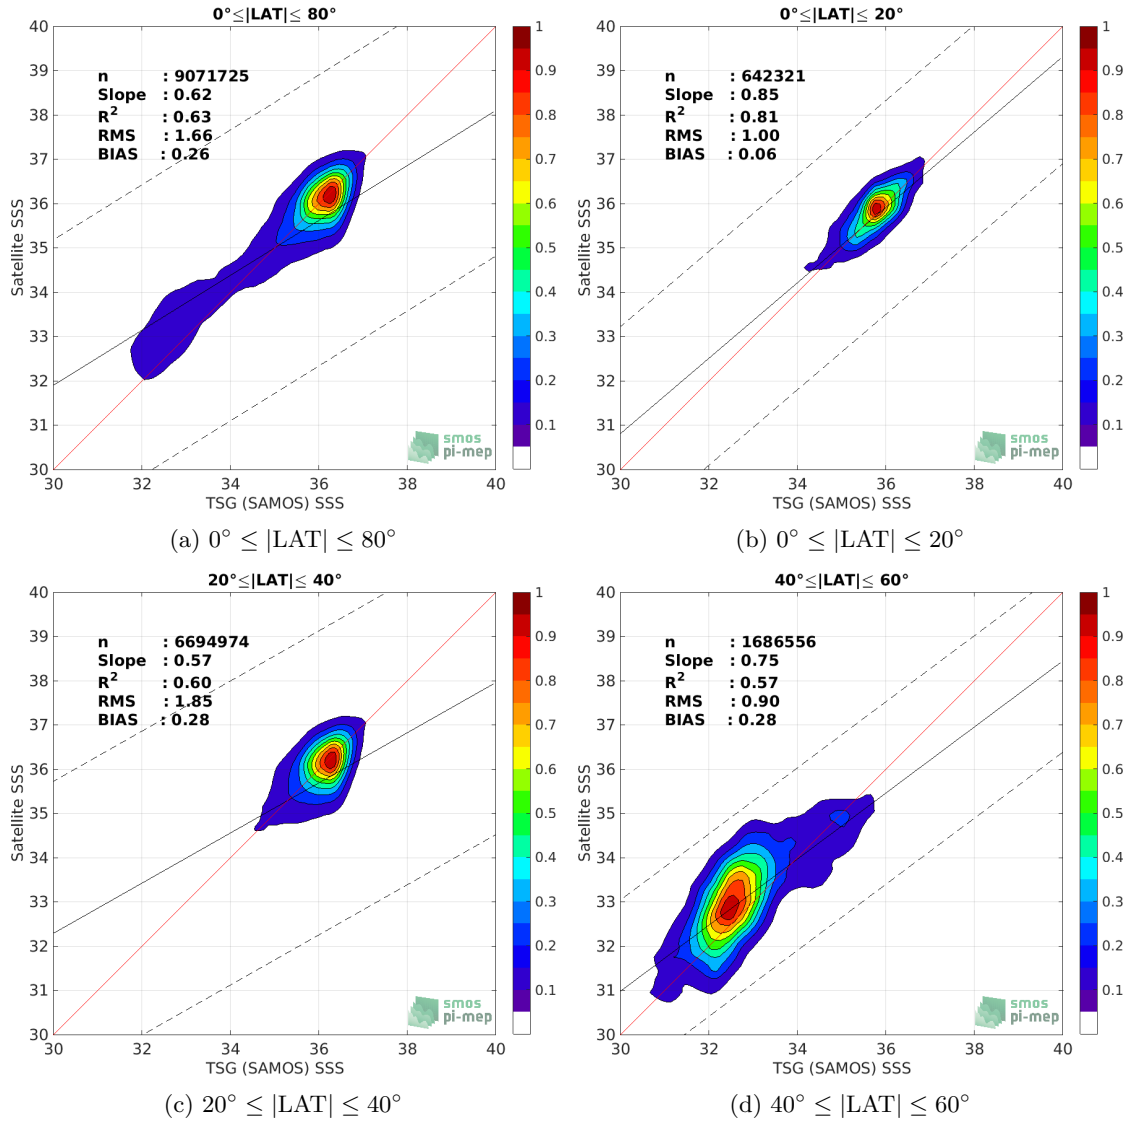 0°≤|LAT|≤ 80°
40
39
38
37
36
35
34
33
32
31
30
Satellite SSS
n : 9071725
Slope : 0.62
R² : 0.63
RMS : 1.66
BIAS : 0.26
1
0.9
0.8
0.7
0.6
0.5
0.4
0.3
0.2
0.1
smos
pi-mep
30 32 34 36 38 40
TSG (SAMOS) SSS
(a) 0° ≤ |LAT| ≤ 80°
0°≤|LAT|≤ 20°
40
39
38
37
36
35
34
33
32
31
30
Satellite SSS
n : 642321
Slope : 0.85
R² : 0.81
RMS : 1.00
BIAS : 0.06
1
0.9
0.8
0.7
0.6
0.5
0.4
0.3
0.2
0.1
smos
pi-mep
30 32 34 36 38 40
TSG (SAMOS) SSS
(b) 0° ≤ |LAT| ≤ 20°
20°≤|LAT|≤ 40°
40
39
38
37
36
35
34
33
32
31
30
Satellite SSS
n : 6694974
Slope : 0.57
R² : 0.60
RMS : 1.85
BIAS : 0.28
1
0.9
0.8
0.7
0.6
0.5
0.4
0.3
0.2
0.1
smos
pi-mep
30 32 34 36 38 40
TSG (SAMOS) SSS
(c) 20° ≤ |LAT| ≤ 40°
40°≤|LAT|≤ 60°
40
39
38
37
36
35
34
33
32
31
30
Satellite SSS
n : 1686556
Slope : 0.75
R² : 0.57
RMS : 0.90
BIAS : 0.28
1
0.9
0.8
0.7
0.6
0.5
0.4
0.3
0.2
0.1
smos
pi-mep
30 32 34 36 38 40
TSG (SAMOS) SSS
(d) 40° ≤ |LAT| ≤ 60°